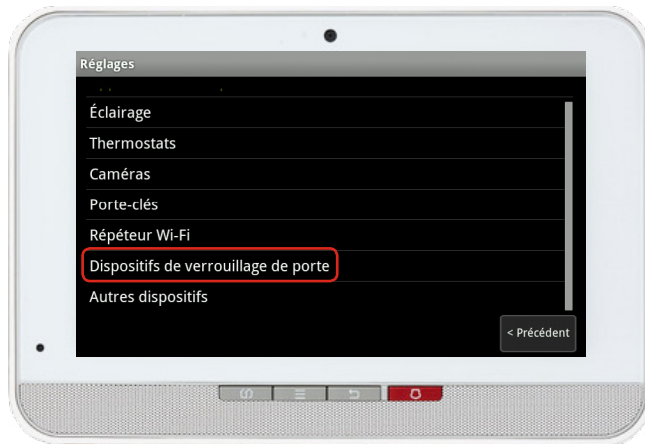 Réglages
Éclairage
Thermostats
Caméras
Porte-clés
Répéteur Wi-Fi
Dispositifs de verrouillage de porte
Autres dispositifs
< Précédent